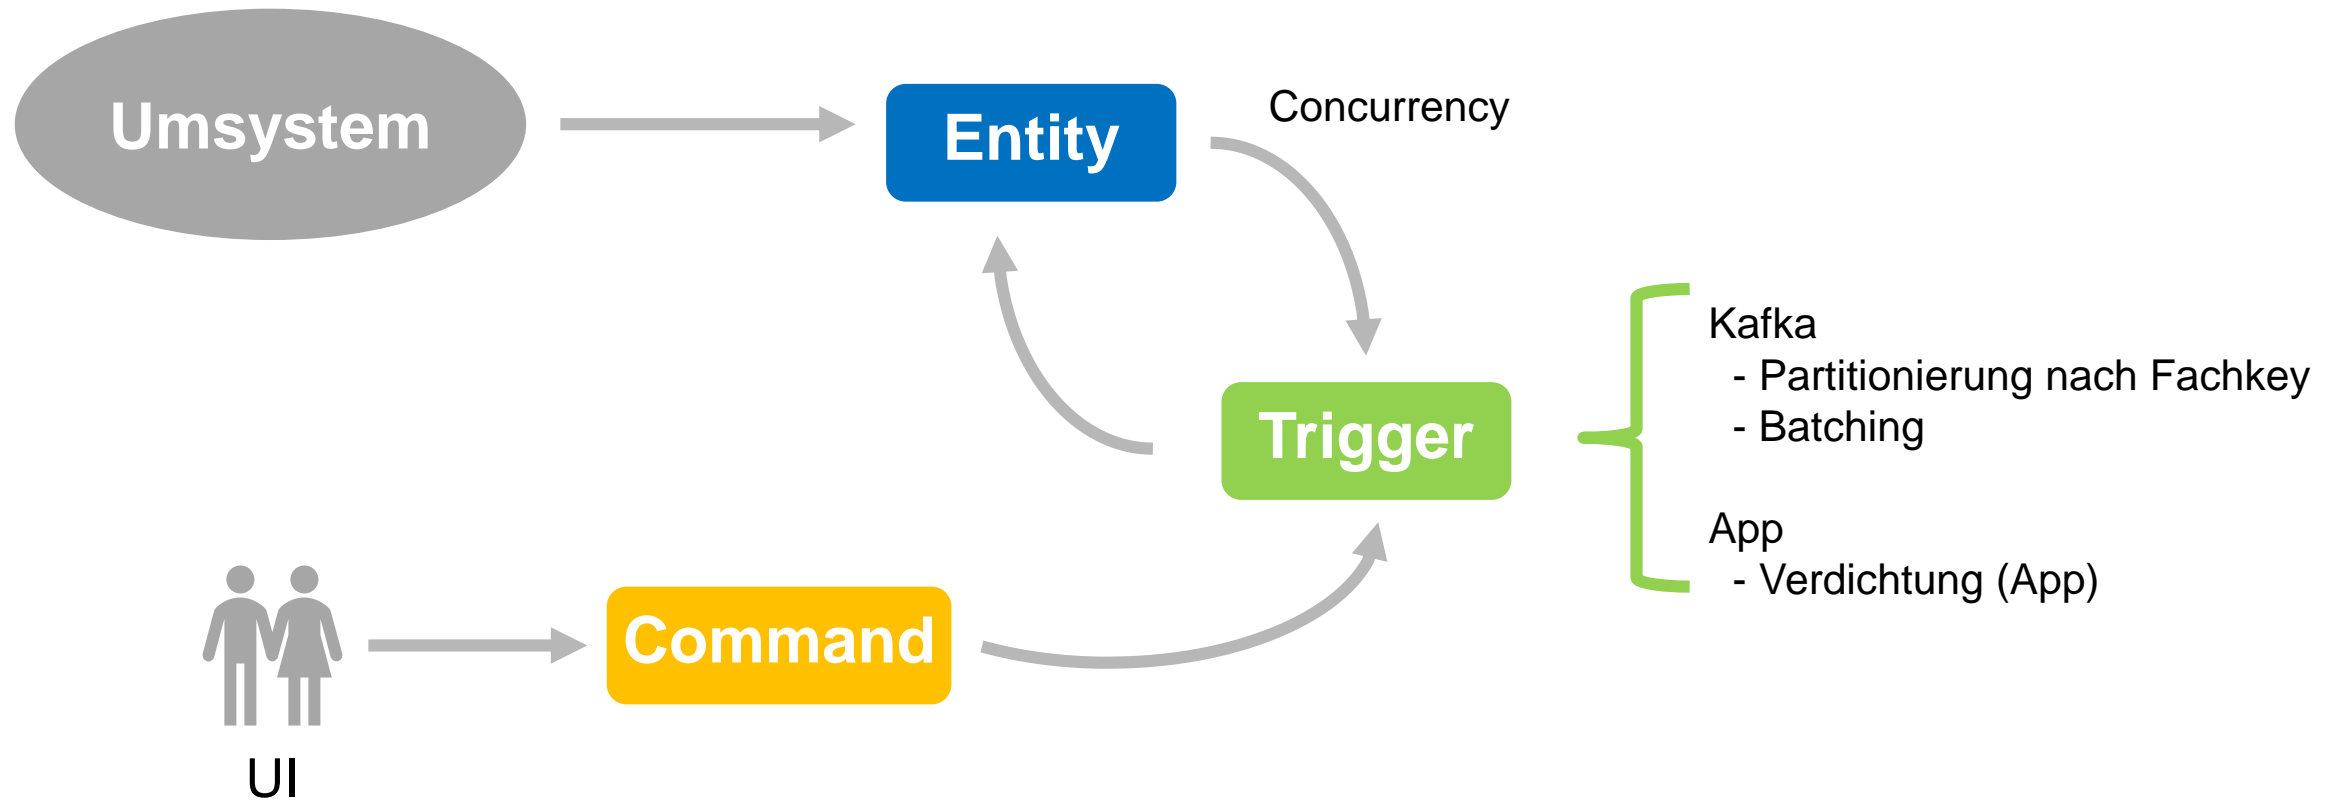 Umsystem
Entity
Concurrency
Trigger
Kafka
- Partitionierung nach Fachkey
- Batching
App
- Verdichtung (App)
Command
UI